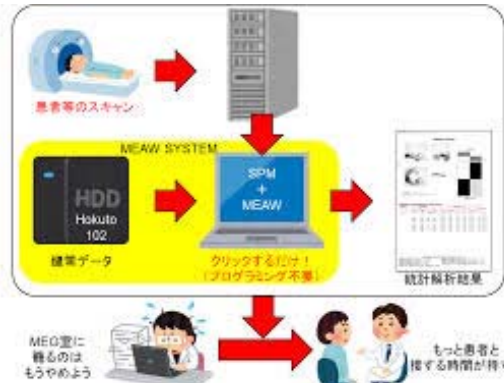 患者等のスキャン
MEAW SYSTEM
HDD
Hokuto
102
健常データ
SPM
+
MEAW
クリックするだけ！
(プログラミング不要)
統計解析結果
MEG室に
籠るのは
もうやめよう
もっと患者と
接する時間が持